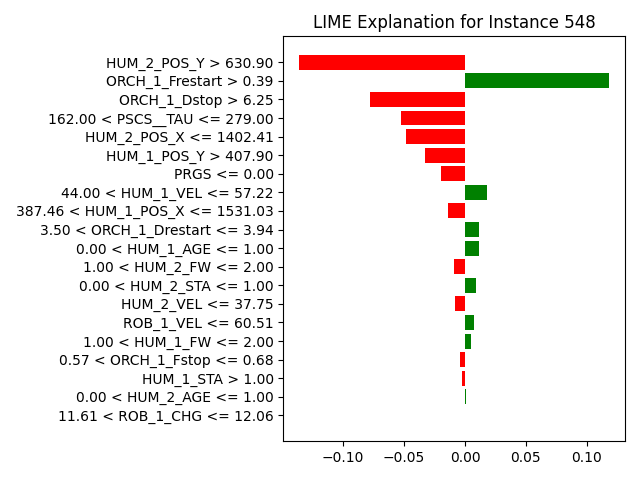 LIME Explanation for Instance 548
HUM_2_POS_Y > 630.90
ORCH_1_Frestart > 0.39
ORCH_1_Dstop > 6.25
162.00 < PSCS__TAU <= 279.00
HUM_2_POS_X <= 1402.41
HUM_1_POS_Y > 407.90
PRGS <= 0.00
44.00 < HUM_1_VEL <= 57.22
387.46 < HUM_1_POS_X <= 1531.03
3.50 < ORCH_1_Drestart <= 3.94
0.00 < HUM_1_AGE <= 1.00
1.00 < HUM_2_FW <= 2.00
0.00 < HUM_2_STA <= 1.00
HUM_2_VEL <= 37.75
ROB_1_VEL <= 60.51
1.00 < HUM_1_FW <= 2.00
0.57 < ORCH_1_Fstop <= 0.68
HUM_1_STA > 1.00
0.00 < HUM_2_AGE <= 1.00
11.61 < ROB_1_CHG <= 12.06
−0.10 −0.05 0.00 0.05 0.10